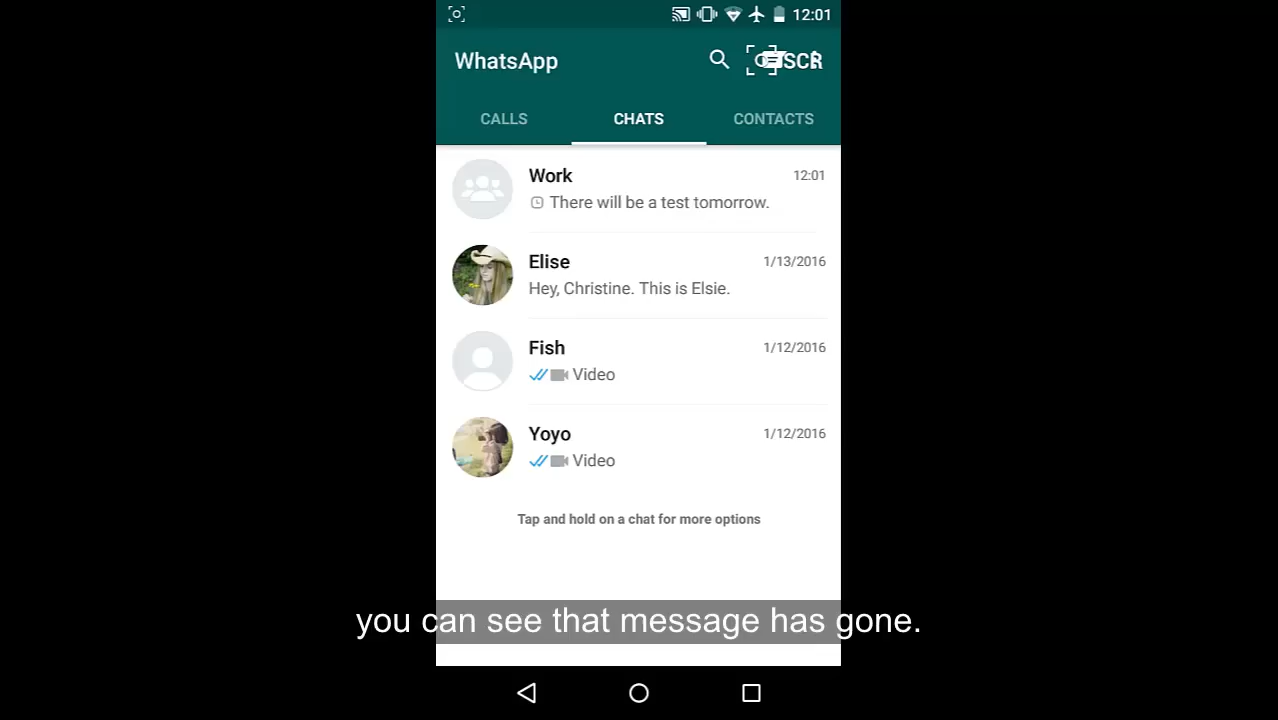 12:01
WhatsApp
SCR
CALLS CHATS CONTACTS
Work 12:01
There will be a test tomorrow.
Elise 1/13/2016
Hey, Christine. This is Elsie.
Fish 1/12/2016
Video
Yoyo 1/12/2016
Video
Tap and hold on a chat for more options
you can see that message has gone.